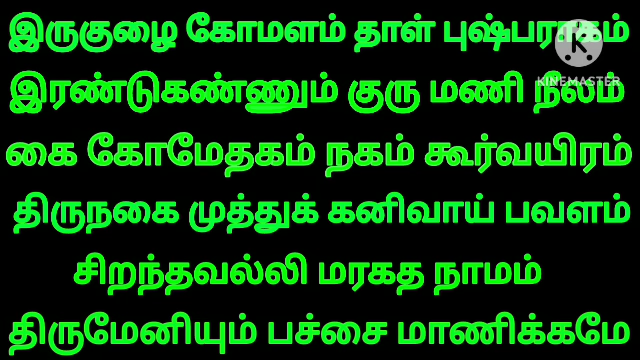 இருகுழை கோமளம் தாள் புஷ்பராகம்
இரண்டுகண்ணும் குரு மணி நீலம்
KINEMASTER
கை கோமேதகம் நகம் கூர்வயிரம்
திருநகை முத்துக் கனிவாய் பவளம்
சிறந்தவல்லி மரகத நாமம்
திருமேனியும் பச்சை மாணிக்கமே